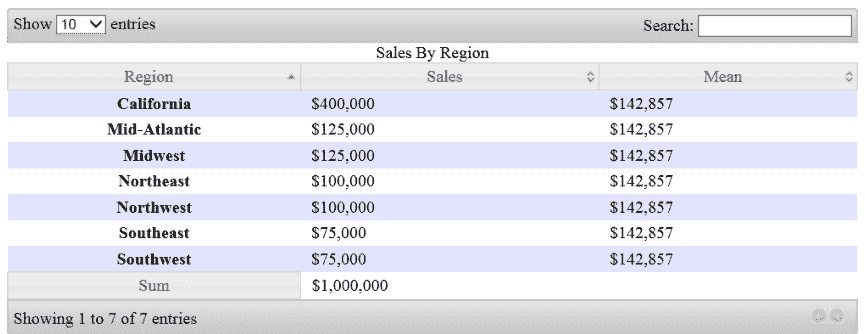 Show 10 entries Search:
Sales By Region
Region Sales Mean
California $400,000 $142,857
Mid-Atlantic $125,000 $142,857
Midwest $125,000 $142,857
Northeast $100,000 $142,857
Northwest $100,000 $142,857
Southeast $75,000 $142,857
Southwest $75,000 $142,857
Sum $1,000,000
Showing 1 to 7 of 7 entries